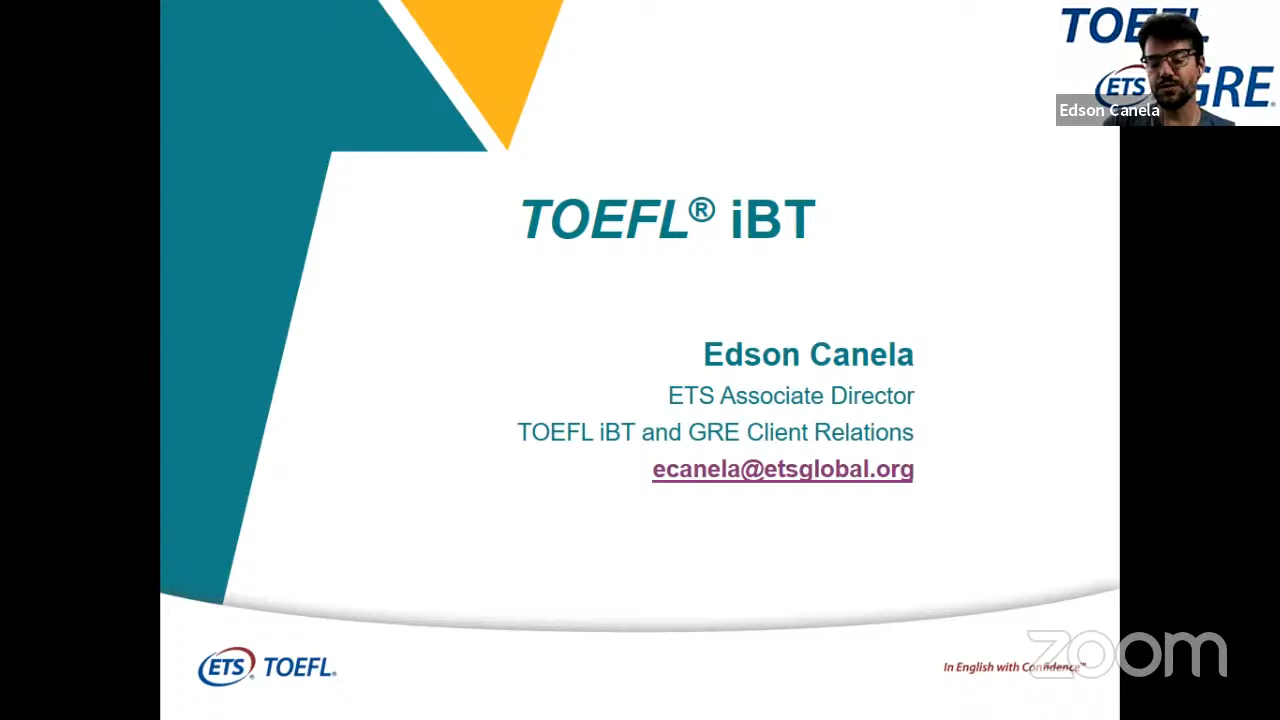 TOEFL
ETS GRE
Edson Canela
TOEFL® iBT
Edson Canela
ETS Associate Director
TOEFL iBT and GRE Client Relations
ecanela@etsglobal.org
ETS® TOEFL®
In English with Confidence™
zoom